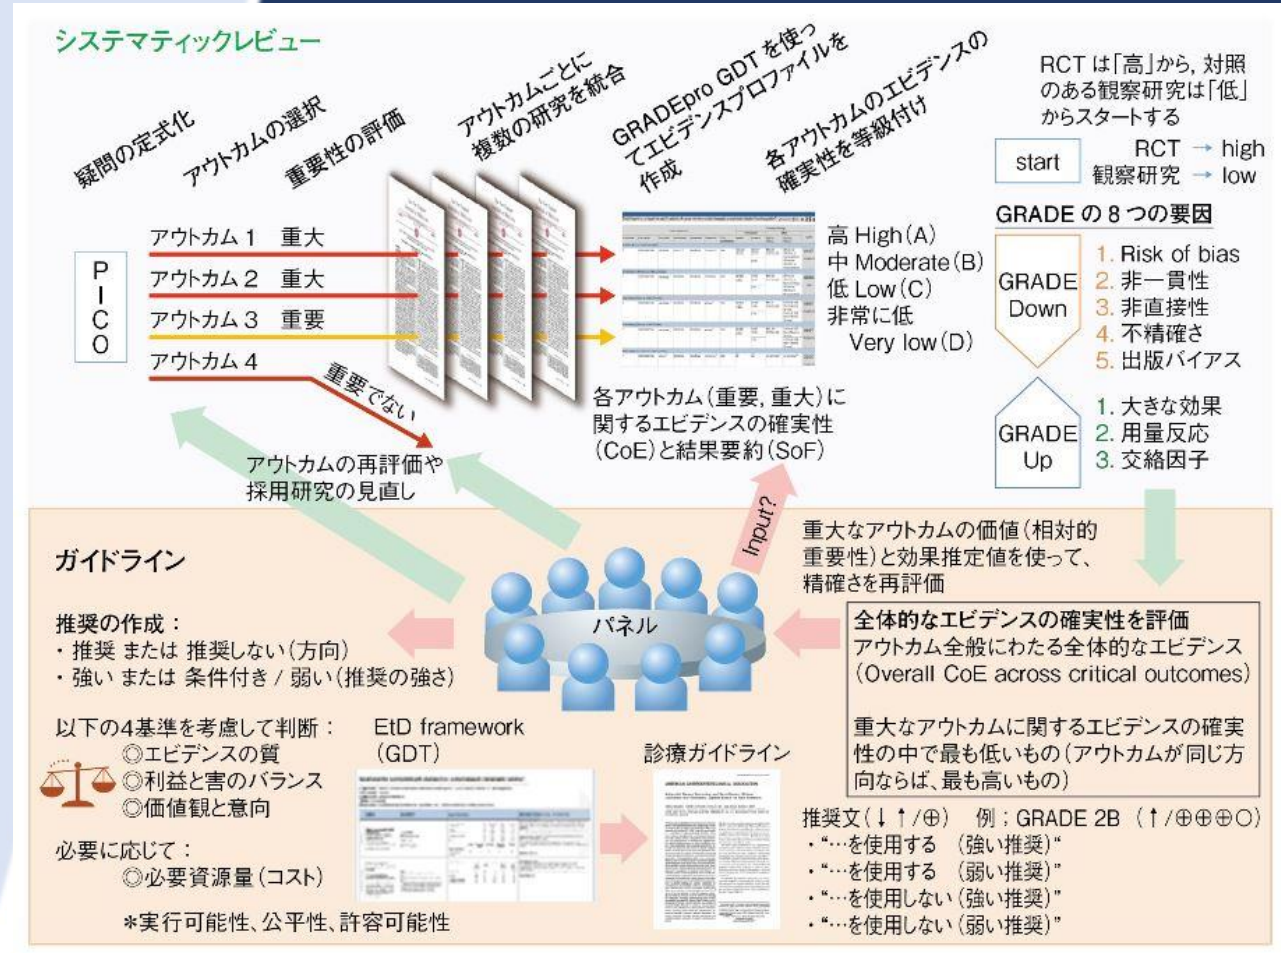 システマティックレビュー
疑問の定式化
アウトカムの選択
重要性の評価
アウトカムごとに
複数の研究を統合
GRADEpro GDT を使っ
てエビデンスプロファイルを
作成
各アウトカムのエビデンスの
確実性を等級付け
RCT は「高」から, 対照
のある観察研究は「低」
からスタートする
start
RCT → high
観察研究 → low
GRADE の 8 つの要因
GRADE
Down
1. Risk of bias
2. 非一貫性
3. 非直接性
4. 不精確さ
5. 出版バイアス
GRADE
Up
1. 大きな効果
2. 用量反応
3. 交絡因子
P
I
C
O
アウトカム 1 重大
アウトカム 2 重大
アウトカム 3 重要
アウトカム 4
重要でない
高 High(A)
中 Moderate(B)
低 Low(C)
非常に低
Very low(D)
各アウトカム(重要, 重大)に
関するエビデンスの確実性
(CoE)と結果要約(SoF)
アウトカムの再評価や
採用研究の見直し
Input?
ガイドライン
パネル
重大なアウトカムの価値(相対的
重要性)と効果推定値を使って、
精確さを再評価
全体的なエビデンスの確実性を評価
アウトカム全般にわたる全体的なエビデンス
(Overall CoE across critical outcomes)
重大なアウトカムに関するエビデンスの確実
性の中で最も低いもの(アウトカムが同じ方
向ならば、最も高いもの)
推奨の作成：
・推奨 または 推奨しない(方向)
・強い または 条件付き / 弱い(推奨の強さ)
以下の4基準を考慮して判断：
◎エビデンスの質
◎利益と害のバランス
◎価値観と意向
必要に応じて：
◎必要資源量(コスト)
＊実行可能性、公平性、許容可能性
EtD framework
(GDT)
診療ガイドライン
推奨文(↓↑/⊕) 例：GRADE 2B (↑/⊕⊕⊕○)
・“…を使用する (強い推奨)“
・“…を使用する (弱い推奨)”
・“…を使用しない(強い推奨)”
・“…を使用しない(弱い推奨)”